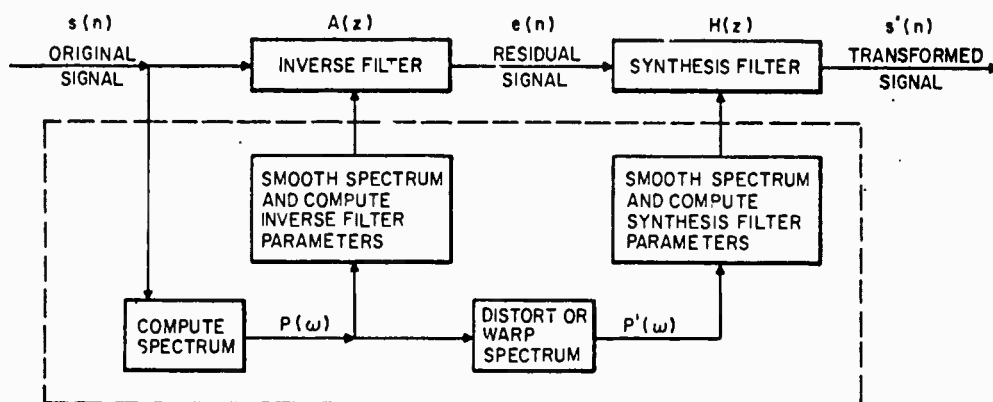 s(n)
A(z)
e(n)
H(z)
s'(n)
ORIGINAL
SIGNAL
INVERSE FILTER
RESIDUAL
SIGNAL
SYNTHESIS FILTER
TRANSFORMED
SIGNAL
SMOOTH SPECTRUM
AND COMPUTE
INVERSE FILTER
PARAMETERS
SMOOTH SPECTRUM
AND COMPUTE
SYNTHESIS FILTER
PARAMETERS
COMPUTE
SPECTRUM
P(ω)
DISTORT OR
WARP
SPECTRUM
P'(ω)